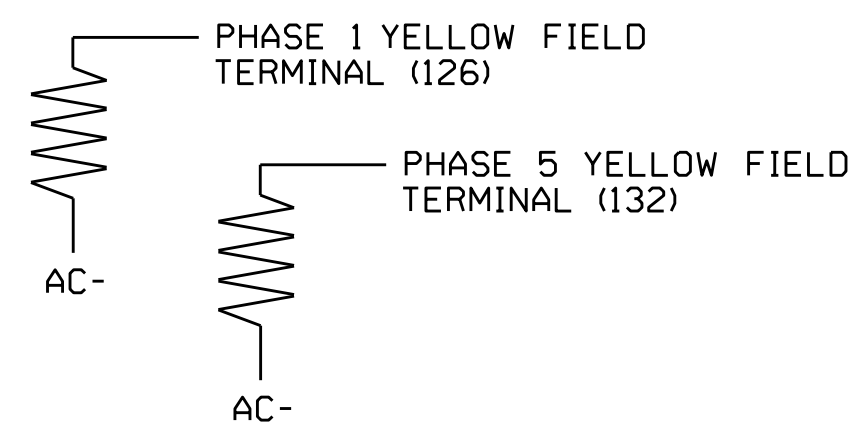 PHASE 1 YELLOW FIELD
TERMINAL (126)
AC-
PHASE 5 YELLOW FIELD
TERMINAL (132)
AC-